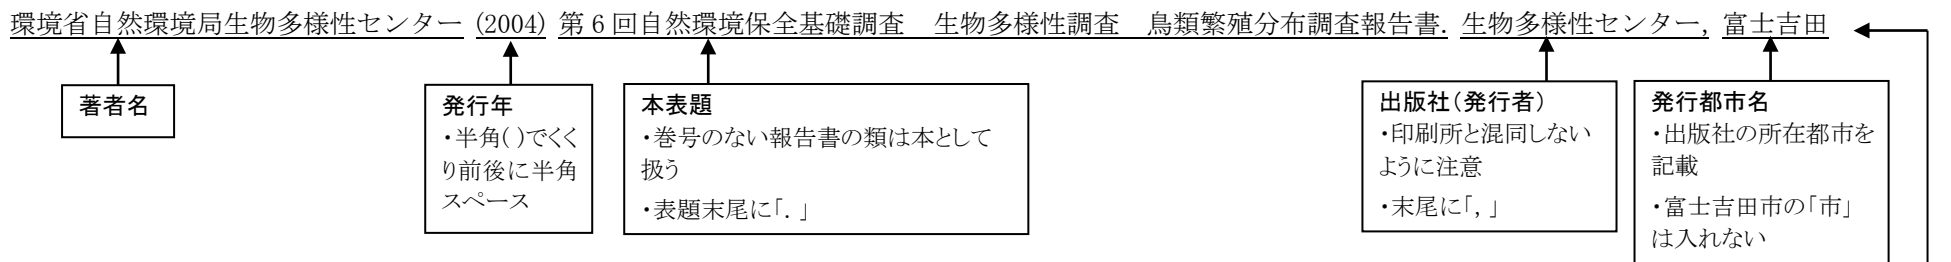 環境省自然環境局生物多様性センター (2004) 第 6 回自然環境保全基礎調査　生物多様性調査　鳥類繁殖分布調査報告書. 生物多様性センター, 富士吉田
著者名
発行年
・半角( )でくく
り前後に半角
スペース
本表題
・巻号のない報告書の類は本として
扱う
・表題末尾に「. 」
出版社(発行者)
・印刷所と混同しない
ように注意
・末尾に「, 」
発行都市名
・出版社の所在都市を
記載
・富士吉田市の「市」
は入れない